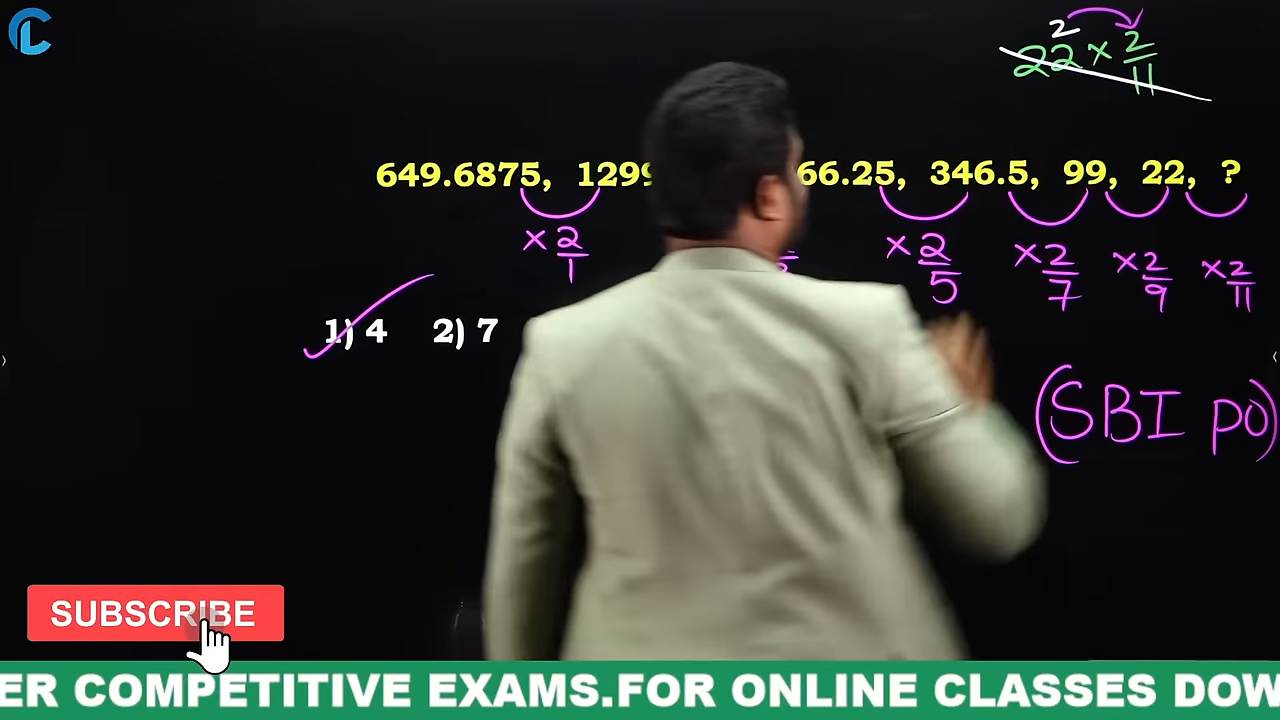 2
22 × 2/11
649.6875, 1299 66.25, 346.5, 99, 22, ?
×2/1 ×2/5 ×2/7 ×2/9 ×2/11
1) 4 2) 7
(SBI PO)
SUBSCRIBE
ER COMPETITIVE EXAMS.FOR ONLINE CLASSES DOW